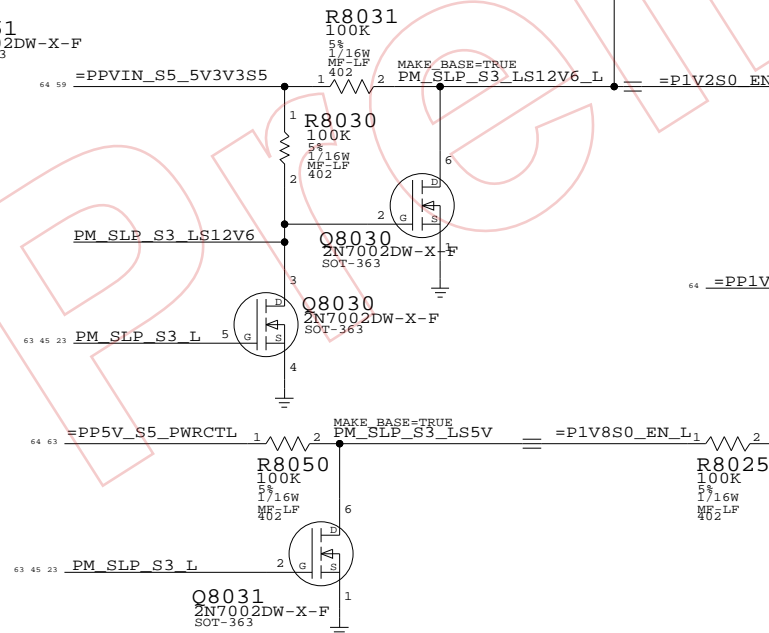 R8031
100K
5%
1/16W
MF-LF
402
1
2
2DW-X-F
MAKE_BASE=TRUE
64 59
=PPVIN_S5_5V3V3S5
PM_SLP_S3_LS12V6_L
=P1V2S0_EN
1
R8030
100K
5%
1/16W
MF-LF
402
2
6
D
2
G
S
1
PM_SLP_S3_LS12V6
Q8030
2N7002DW-X-F
SOT-363
64
=PP1V
3
D
Q8030
2N7002DW-X-F
SOT-363
63 45 23
PM_SLP_S3_L
5
G
S
4
64 63
=PP5V_S5_PWRCTL
1
2
MAKE_BASE=TRUE
PM_SLP_S3_LS5V
=P1V8S0_EN_L
1
2
R8050
100K
5%
1/16W
MF-LF
402
R8025
100K
5%
1/16W
MF-LF
402
6
D
63 45 23
PM_SLP_S3_L
2
G
S
1
Q8031
2N7002DW-X-F
SOT-363
Prem